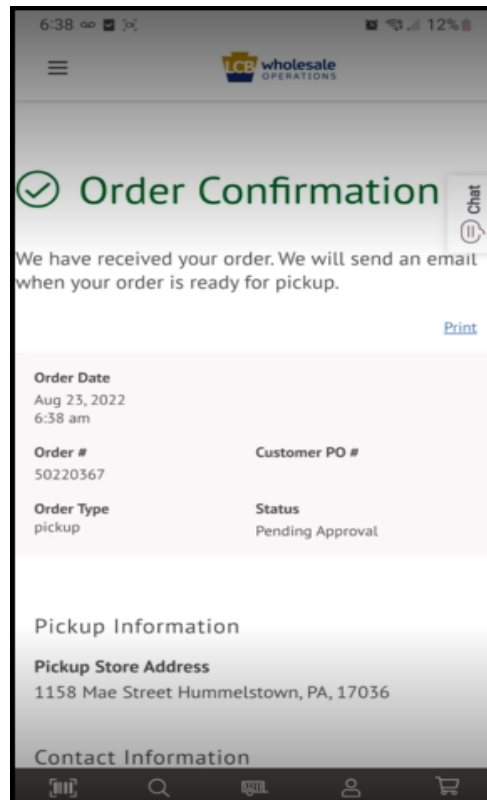 6:38
12%
LCB wholesale
OPERATIONS
Order Confirmation
Chat
We have received your order. We will send an email
when your order is ready for pickup.
Print
Order Date
Aug 23, 2022
6:38 am
Order # Customer PO #
50220367
Order Type Status
pickup Pending Approval
Pickup Information
Pickup Store Address
1158 Mae Street Hummelstown, PA, 17036
Contact Information